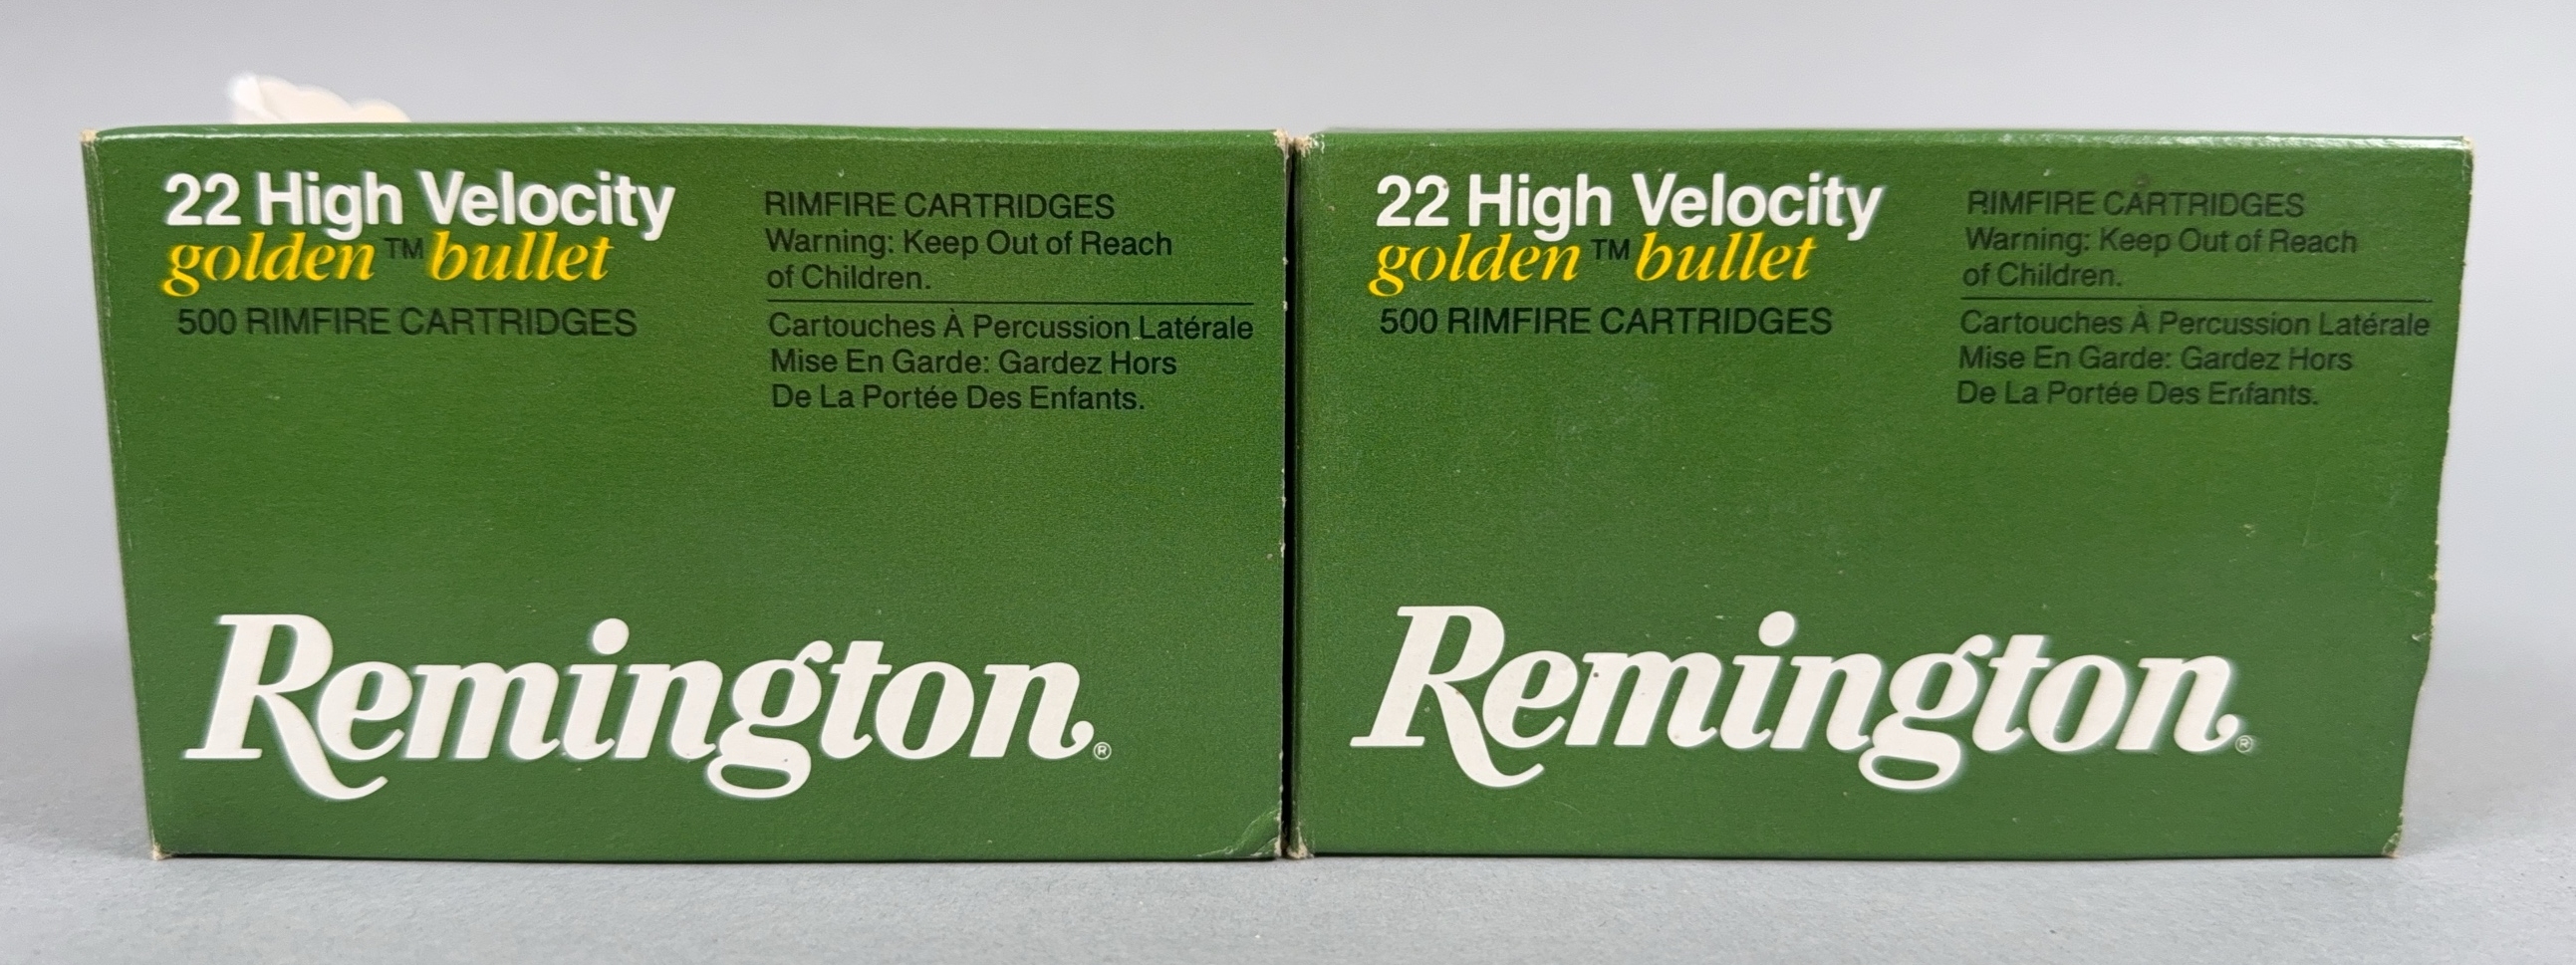 22 High Velocity
golden™ bullet
500 RIMFIRE CARTRIDGES
RIMFIRE CARTRIDGES
Warning: Keep Out of Reach
of Children.
Cartouches À Percussion Latérale
Mise En Garde: Gardez Hors
De La Portée Des Enfants.
Remington®
22 High Velocity
golden™ bullet
500 RIMFIRE CARTRIDGES
RIMFIRE CARTRIDGES
Warning: Keep Out of Reach
of Children.
Cartouches À Percussion Latérale
Mise En Garde: Gardez Hors
De La Portée Des Enfants.
Remington®